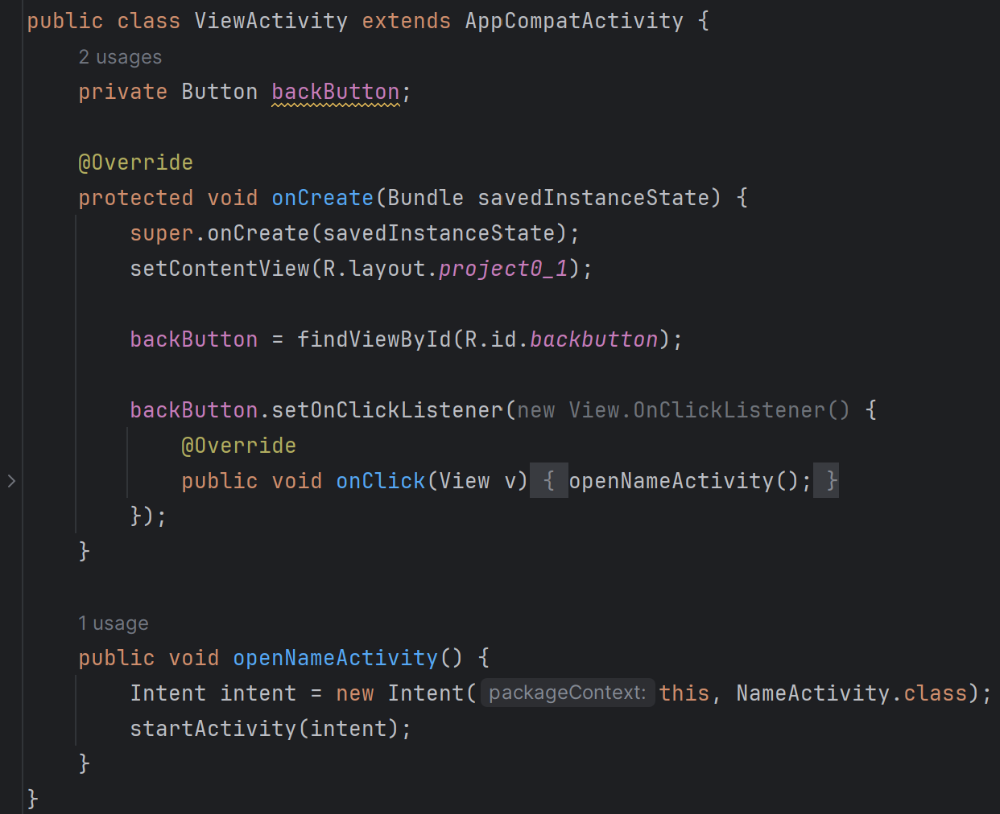 public class ViewActivity extends AppCompatActivity {
2 usages
private Button backButton;
@Override
protected void onCreate(Bundle savedInstanceState) {
super.onCreate(savedInstanceState);
setContentView(R.layout.project0_1);
backButton = findViewById(R.id.backbutton);
backButton.setOnClickListener(new View.OnClickListener() {
@Override
public void onClick(View v) { openNameActivity(); }
});
}
1 usage
public void openNameActivity() {
Intent intent = new Intent( packageContext: this, NameActivity.class);
startActivity(intent);
}
}